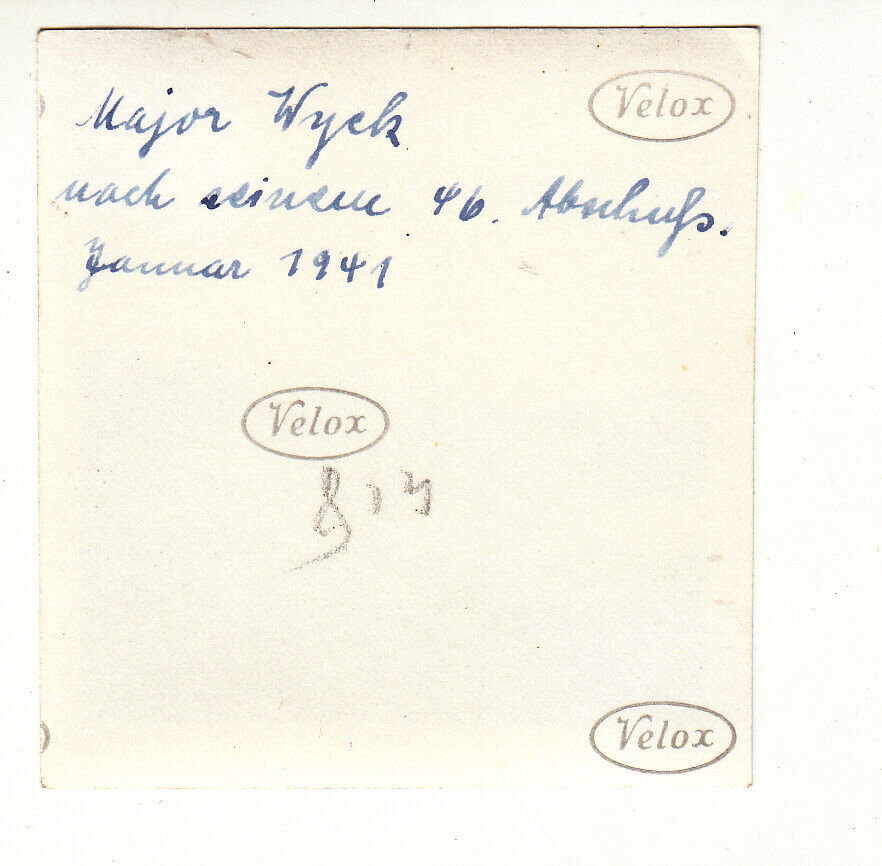 Major Wyck
Velox
nach seinem 46. Abschuß.
Januar 1941
Velox
Velox